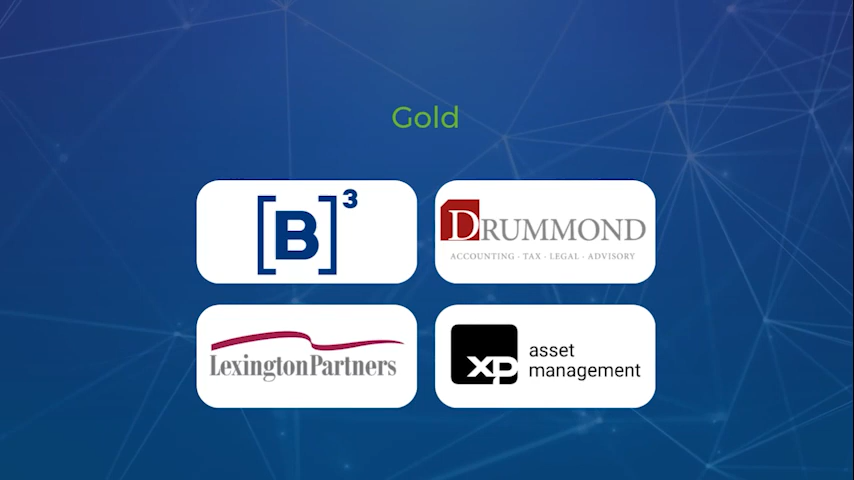 Gold
[B]³
DRUMMOND
ACCOUNTING · TAX · LEGAL · ADVISORY
LexingtonPartners
xp asset
management